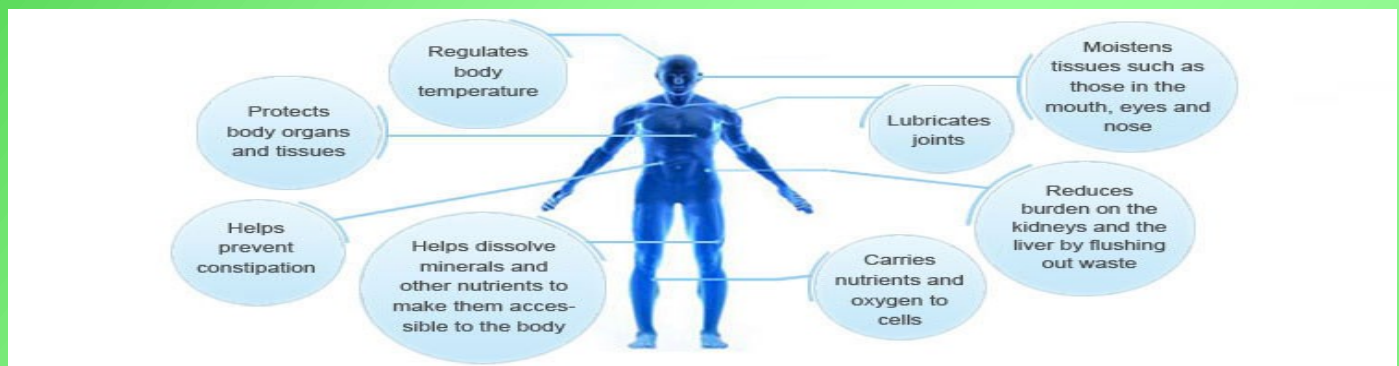 Regulates
body
temperature
Moistens
tissues such as
those in the
mouth, eyes and
nose
Protects
body organs
and tissues
Lubricates
joints
Helps
prevent
constipation
Helps dissolve
minerals and
other nutrients to
make them acces-
sible to the body
Carries
nutrients and
oxygen to
cells
Reduces
burden on the
kidneys and the
liver by flushing
out waste